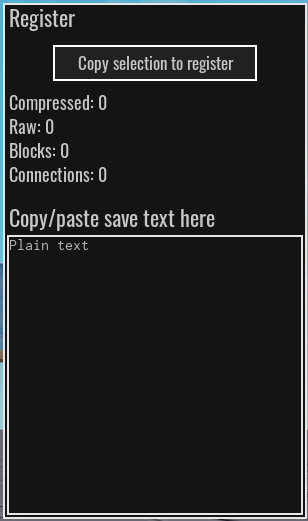 Register
Copy selection to register
Compressed: 0
Raw: 0
Blocks: 0
Connections: 0
Copy/paste save text here
Plain text